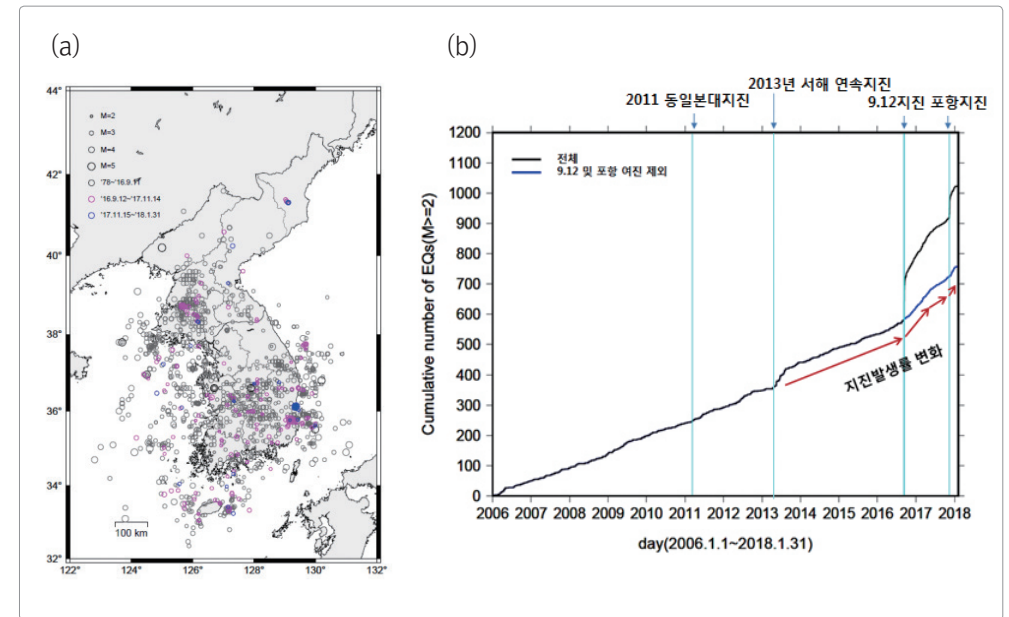 (a)
(b)
44°
42°
40°
38°
36°
34°
32°
122°
124°
126°
128°
130°
132°
M=2
M=3
M=4
M=5
'78~'16.9.11
'16.9.12~'17.11.14
'17.11.15~'18.1.31
100 km
2011 동일본대지진
2013년 서해 연속지진
9.12지진 포항지진
Cumulative number of EQs(M>=2)
1200
1100
1000
900
800
700
600
500
400
300
200
100
0
전체
9.12 및 포항 여진 제외
지진발생률 변화
2006 2007 2008 2009 2010 2011 2012 2013 2014 2015 2016 2017 2018
day(2006.1.1~2018.1.31)